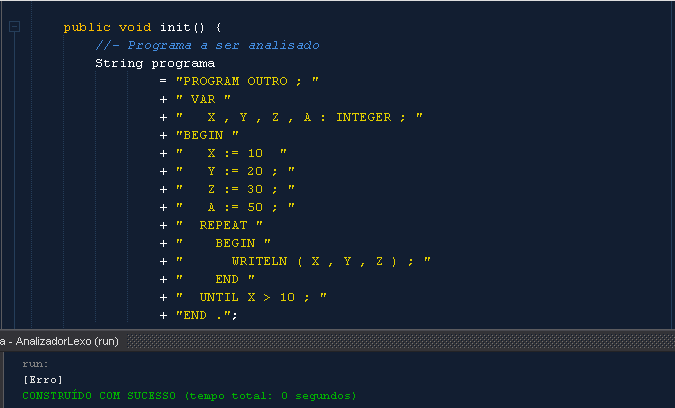 public void init() {
//- Programa a ser analisado
String programa
= "PROGRAM OUTRO ; "
+ " VAR "
+ "   X , Y , Z , A : INTEGER ; "
+ "BEGIN "
+ "   X := 10  "
+ "   Y := 20 ; "
+ "   Z := 30 ; "
+ "   A := 50 ; "
+ "  REPEAT "
+ "    BEGIN "
+ "      WRITELN ( X , Y , Z ) ; "
+ "    END "
+ "  UNTIL X > 10 ; "
+ "END .";
a - AnalizadorLexo (run)
run:
[Erro]
CONSTRUÍDO COM SUCESSO (tempo total: 0 segundos)